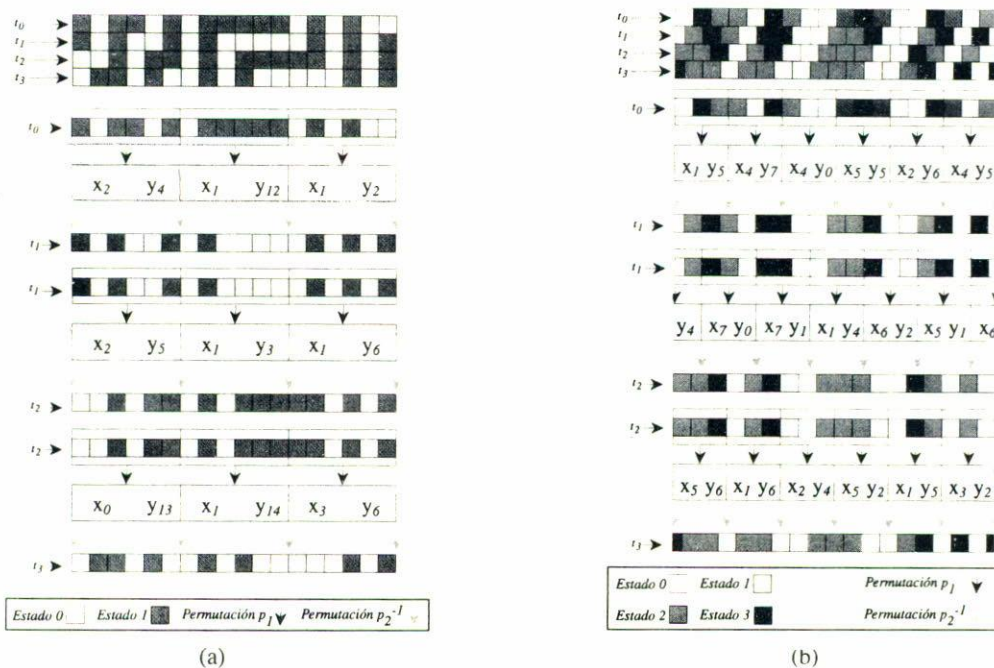 t0
t1
t2
t3
t0
x2 y4 x1 y12 x1 y2
t1
t1
x2 y5 x1 y3 x1 y6
t2
t2
x0 y13 x1 y14 x3 y6
t3
Estado 0 Estado 1 Permutación p1 Permutación p2-1
(a)
t0
t1
t2
t3
t0
x1 y5 x4 y7 x4 y0 x5 y5 x2 y6 x4 y5
t1
t1
y4 x7 y0 x7 y1 x1 y4 x6 y2 x5 y1 x6
t2
t2
x5 y6 x1 y6 x2 y4 x5 y2 x1 y5 x3 y2
t3
Estado 0 Estado 1 Permutación p1
Estado 2 Estado 3 Permutación p2-1
(b)